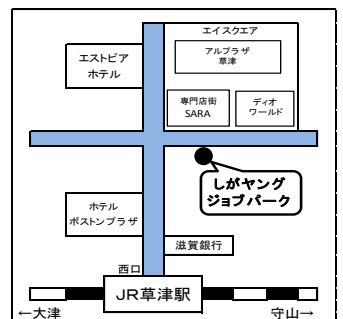 エイスクエア
アルプラザ
草津
エストピア
ホテル
専門店街
SARA
ディオ
ワールド
しがヤング
ジョブパーク
ホテル
ボストンプラザ
滋賀銀行
西口
JR草津駅
←大津
守山→